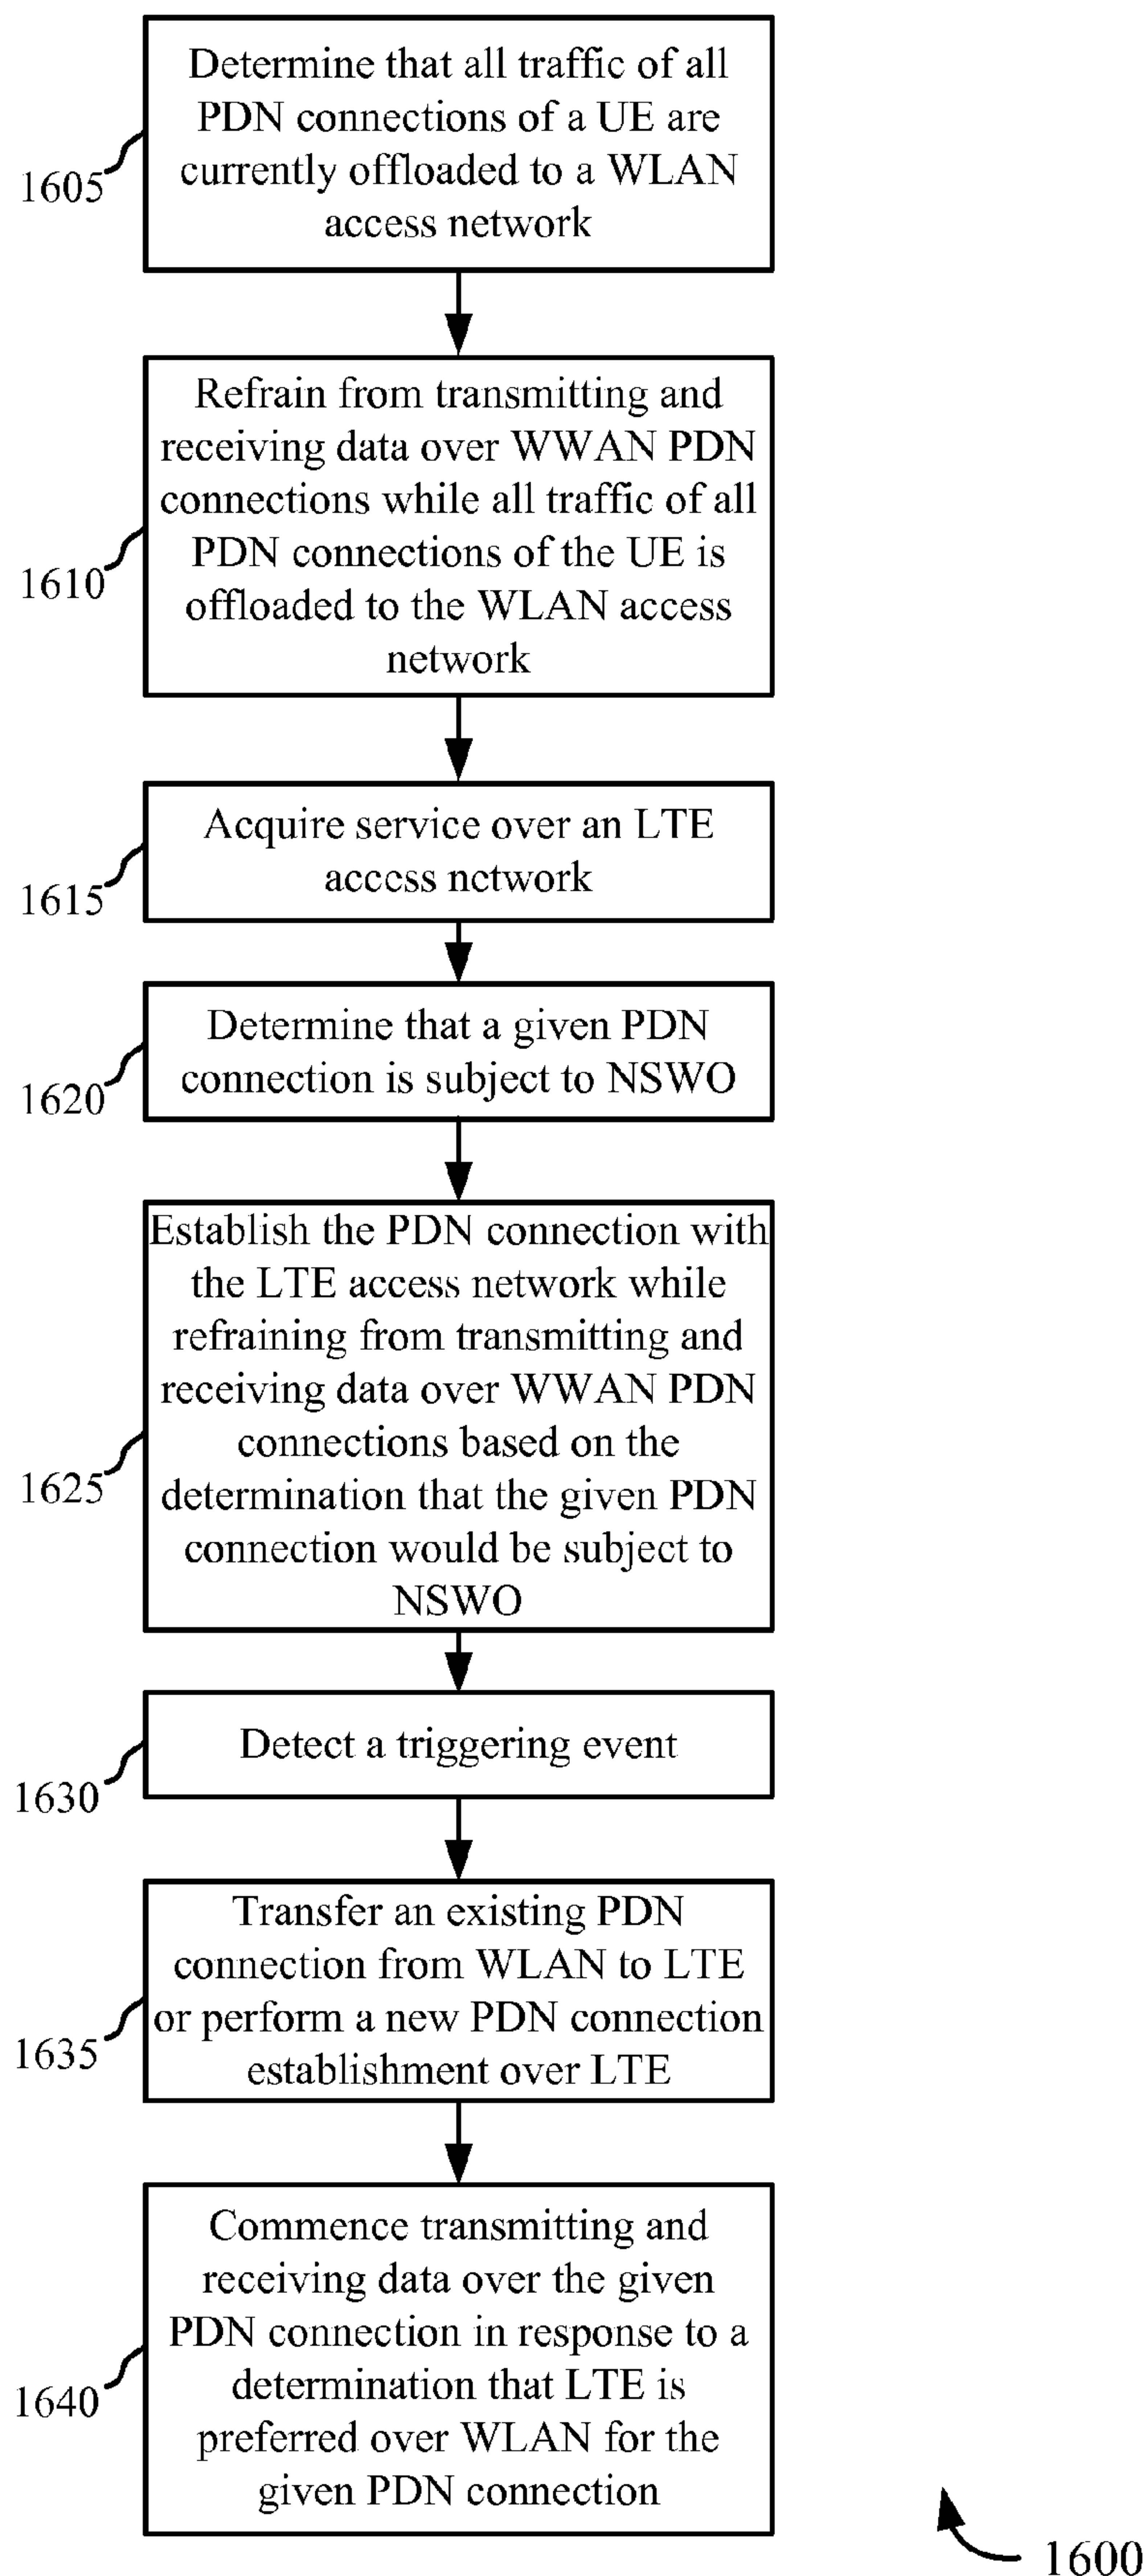 Determine that all traffic of all
PDN connections of a UE are
currently offloaded to a WLAN
access network
1605
Refrain from transmitting and
receiving data over WWAN PDN
connections while all traffic of all
PDN connections of the UE is
offloaded to the WLAN access
network
1610
Acquire service over an LTE
access network
1615
Determine that a given PDN
connection is subject to NSWO
1620
Establish the PDN connection with
the LTE access network while
refraining from transmitting and
receiving data over WWAN PDN
connections based on the
determination that the given PDN
connection would be subject to
NSWO
1625
Detect a triggering event
1630
Transfer an existing PDN
connection from WLAN to LTE
or perform a new PDN connection
establishment over LTE
1635
Commence transmitting and
receiving data over the given
PDN connection in response to a
determination that LTE is
preferred over WLAN for the
given PDN connection
1640
1600